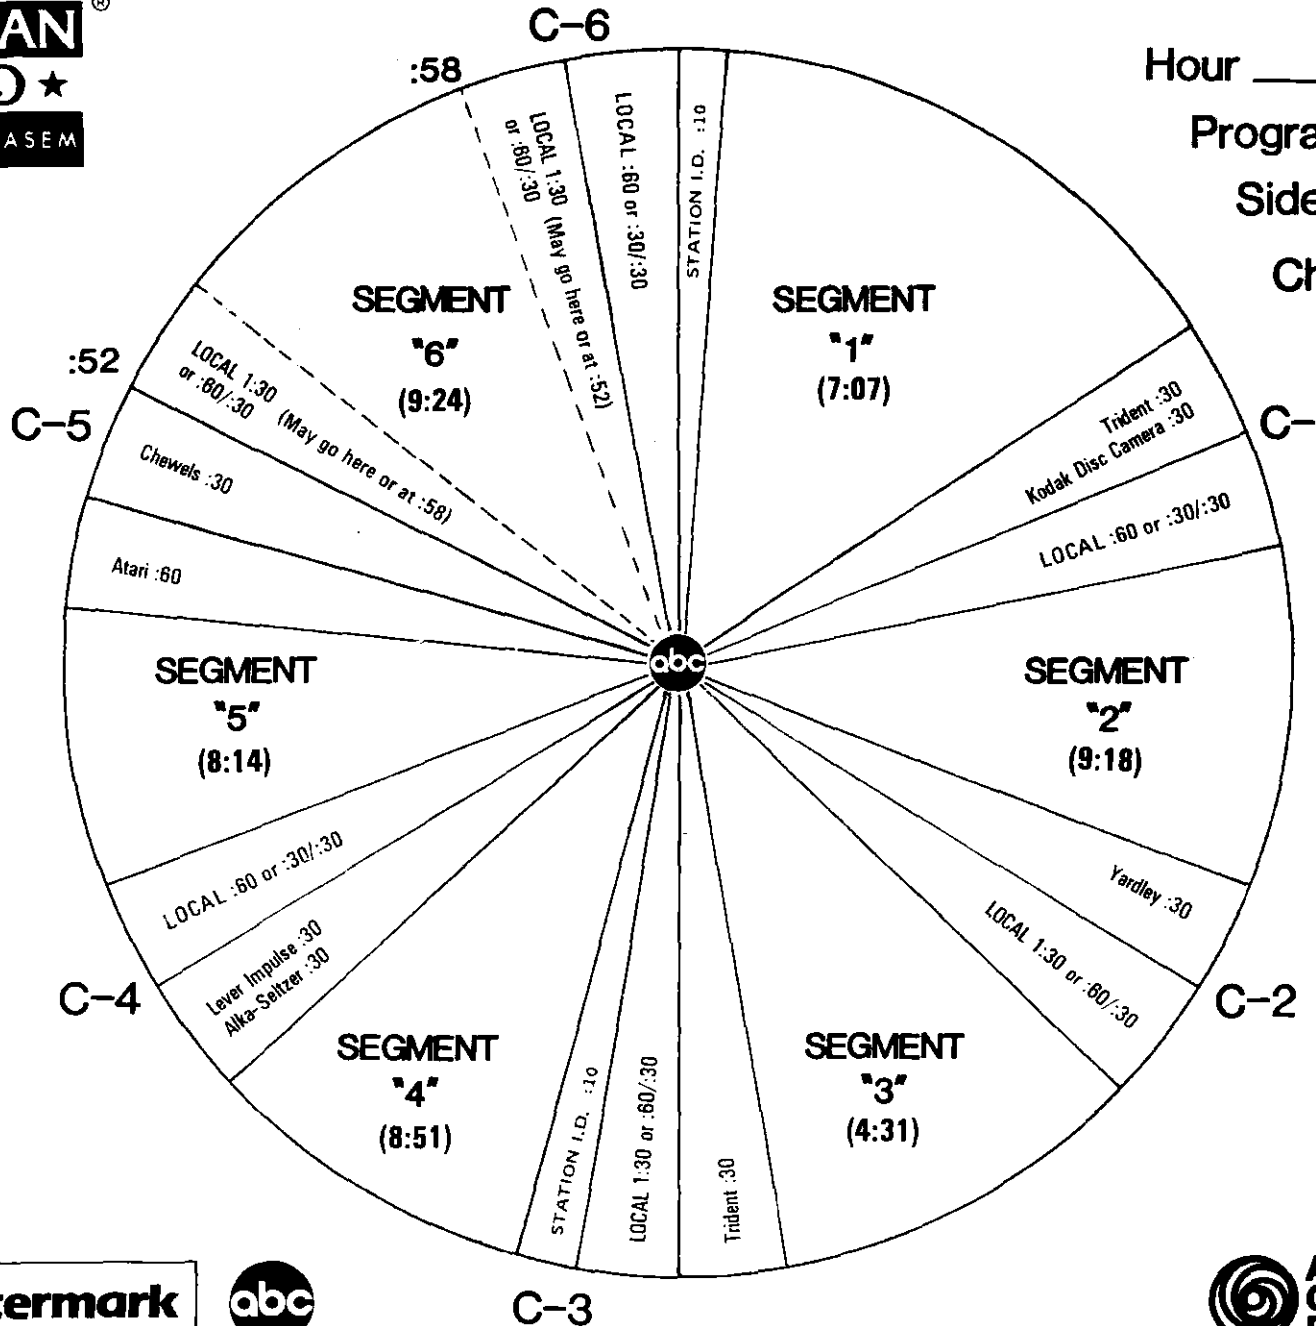 AN ®
★
ASEM
C-6
:58
Hour
Progra
Side
Ch
STATION I.D. :10
SEGMENT
"1"
(7:07)
Trident :30
Kodak Disc Camera :30
C-
LOCAL :60 or :30/:30
SEGMENT
"2"
(9:18)
Yardley :30
C-2
LOCAL 1:30 or :60/:30
SEGMENT
"3"
(4:31)
Trident :30
C-3
LOCAL 1:30 or :60/:30
STATION I.D. :10
SEGMENT
"4"
(8:51)
Lever Impulse :30
Alka-Seltzer :30
C-4
LOCAL :60 or :30/:30
SEGMENT
"5"
(8:14)
Atari :60
Chewels :30
C-5
:52
LOCAL 1:30 (May go here or at :58)
or :60/:30
SEGMENT
"6"
(9:24)
LOCAL 1:30 (May go here or at :52)
or :60/:30
LOCAL :60 or :30/:30
abc
termark
abc